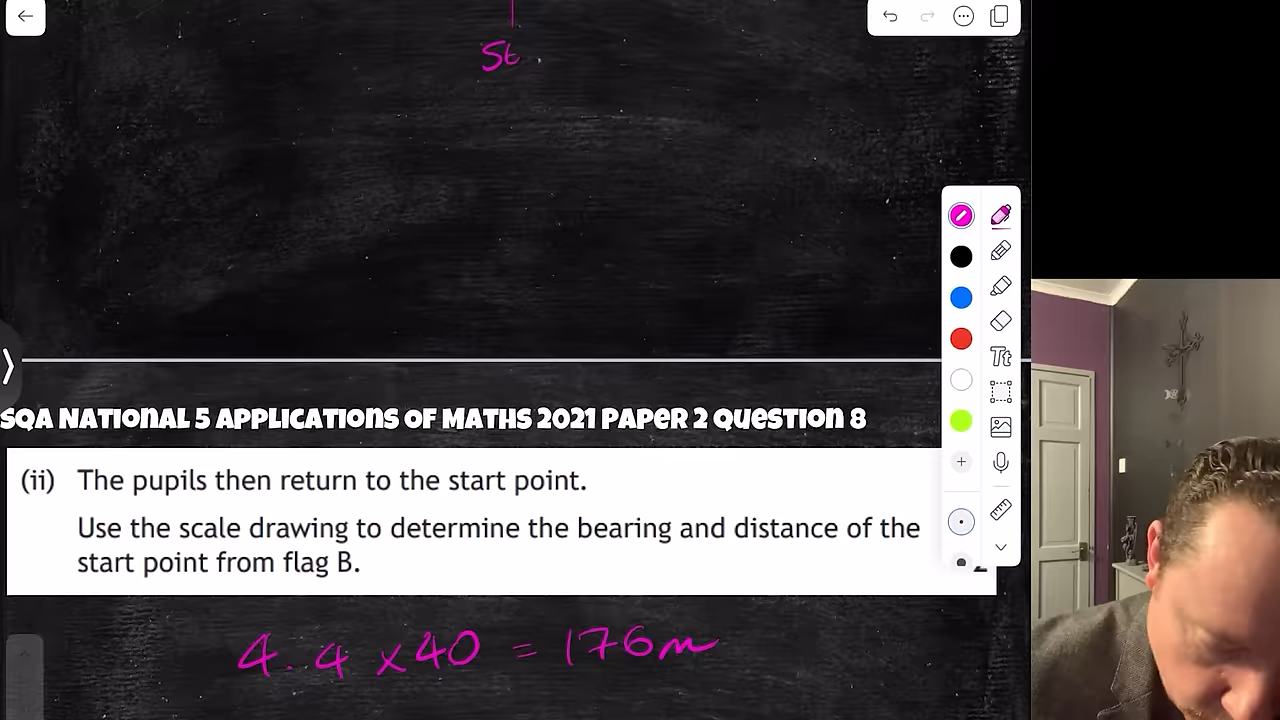 St
SQA National 5 Applications of Maths 2021 Paper 2 Question 8
(ii) The pupils then return to the start point.
Use the scale drawing to determine the bearing and distance of the
start point from flag B.
4.4 × 40 = 176m
Tt